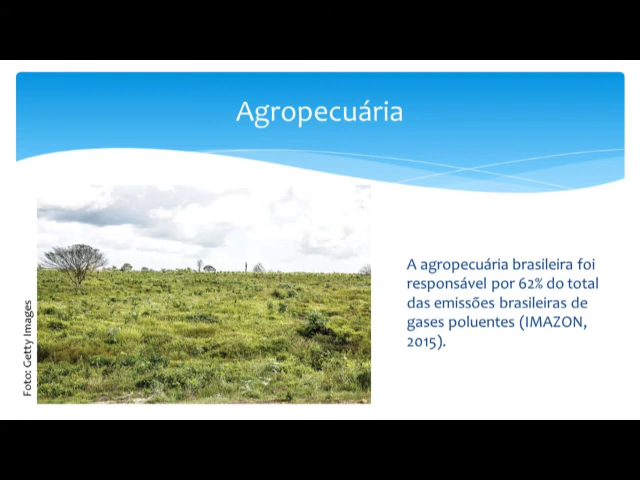 Agropecuária
A agropecuária brasileira foi
responsável por 62% do total
das emissões brasileiras de
gases poluentes (IMAZON,
2015).
Foto: Getty Images